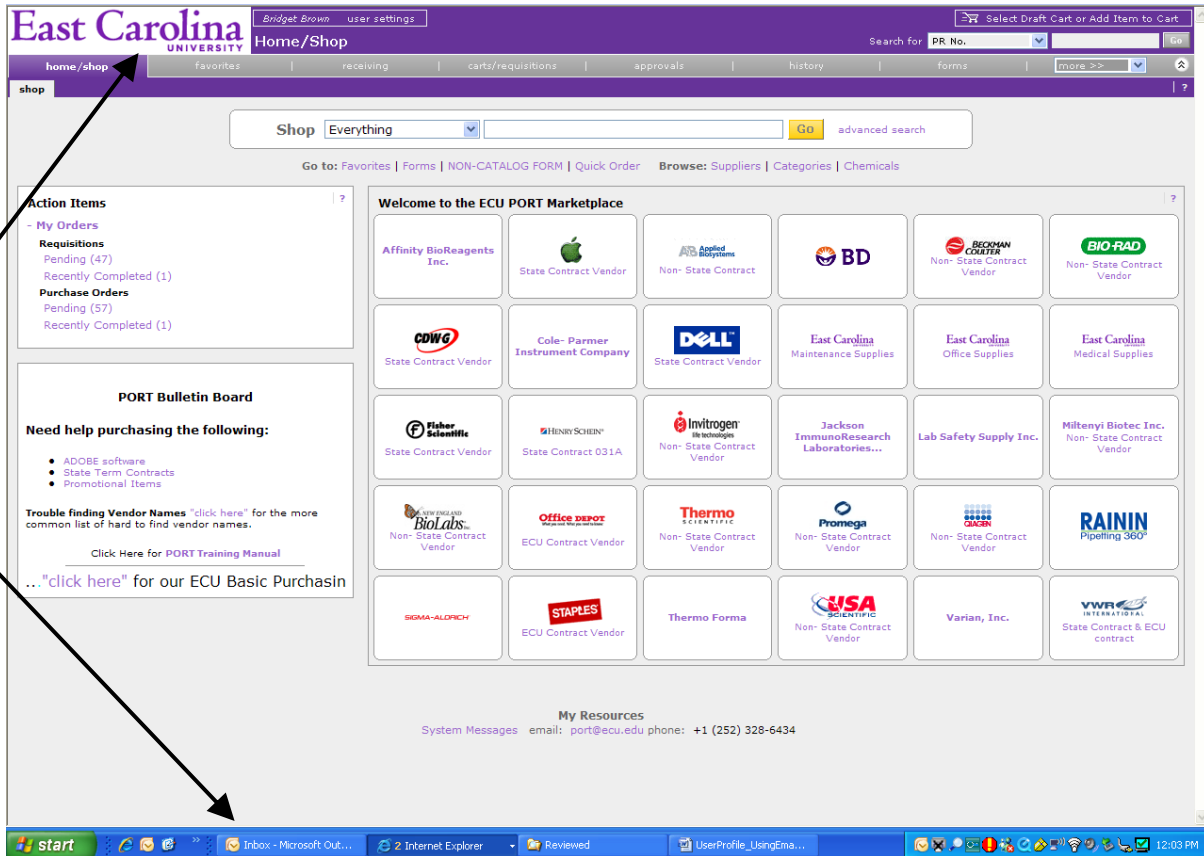 East Carolina
UNIVERSITY
Bridget Brown user settings
Select Draft Cart or Add Item to Cart
Home/Shop
Search for PR No. Go
home/shop favorites | receiving | carts/requisitions | approvals | history | forms | more >>
shop | ?
Shop Everything Go advanced search
Go to: Favorites | Forms | NON-CATALOG FORM | Quick Order Browse: Suppliers | Categories | Chemicals
Action Items ?
- My Orders
Requisitions
Pending (47)
Recently Completed (1)
Purchase Orders
Pending (57)
Recently Completed (1)
PORT Bulletin Board
Need help purchasing the following:
ADOBE software
State Term Contracts
Promotional Items
Trouble finding Vendor Names "click here" for the more
common list of hard to find vendor names.
Click Here for PORT Training Manual
..."click here" for our ECU Basic Purchasin
Welcome to the ECU PORT Marketplace ?
Affinity BioReagents
Inc.
State Contract Vendor
AB Applied
Biosystems
Non- State Contract
BD
BECKMAN
COULTER
Non- State Contract
Vendor
BIO-RAD
Non- State Contract
Vendor
CDWG
State Contract Vendor
Cole- Parmer
Instrument Company
DELL™
State Contract Vendor
East Carolina
Maintenance Supplies
East Carolina
Office Supplies
East Carolina
Medical Supplies
Fisher
Scientific
State Contract Vendor
HENRY SCHEIN®
State Contract 031A
invitrogen™
life technologies
Non- State Contract
Vendor
Jackson
ImmunoResearch
Laboratories...
Lab Safety Supply Inc.
Miltenyi Biotec Inc.
Non- State Contract
Vendor
NEW ENGLAND
BioLabs Inc.
Non- State Contract
Vendor
Office DEPOT
What you need. What you need to know.
ECU Contract Vendor
Thermo
SCIENTIFIC
Non- State Contract
Vendor
Promega
Non- State Contract
Vendor
QIAGEN
Non- State Contract
Vendor
RAININ
Pipetting 360°
SIGMA-ALDRICH
STAPLES
ECU Contract Vendor
Thermo Forma
USA
SCIENTIFIC
Non- State Contract
Vendor
Varian, Inc.
VWR
INTERNATIONAL
State Contract & ECU
contract
My Resources
System Messages email: port@ecu.edu phone: +1 (252) 328-6434
start » Inbox - Microsoft Out... 2 Internet Explorer Reviewed UserProfile_UsingEma... 12:03 PM